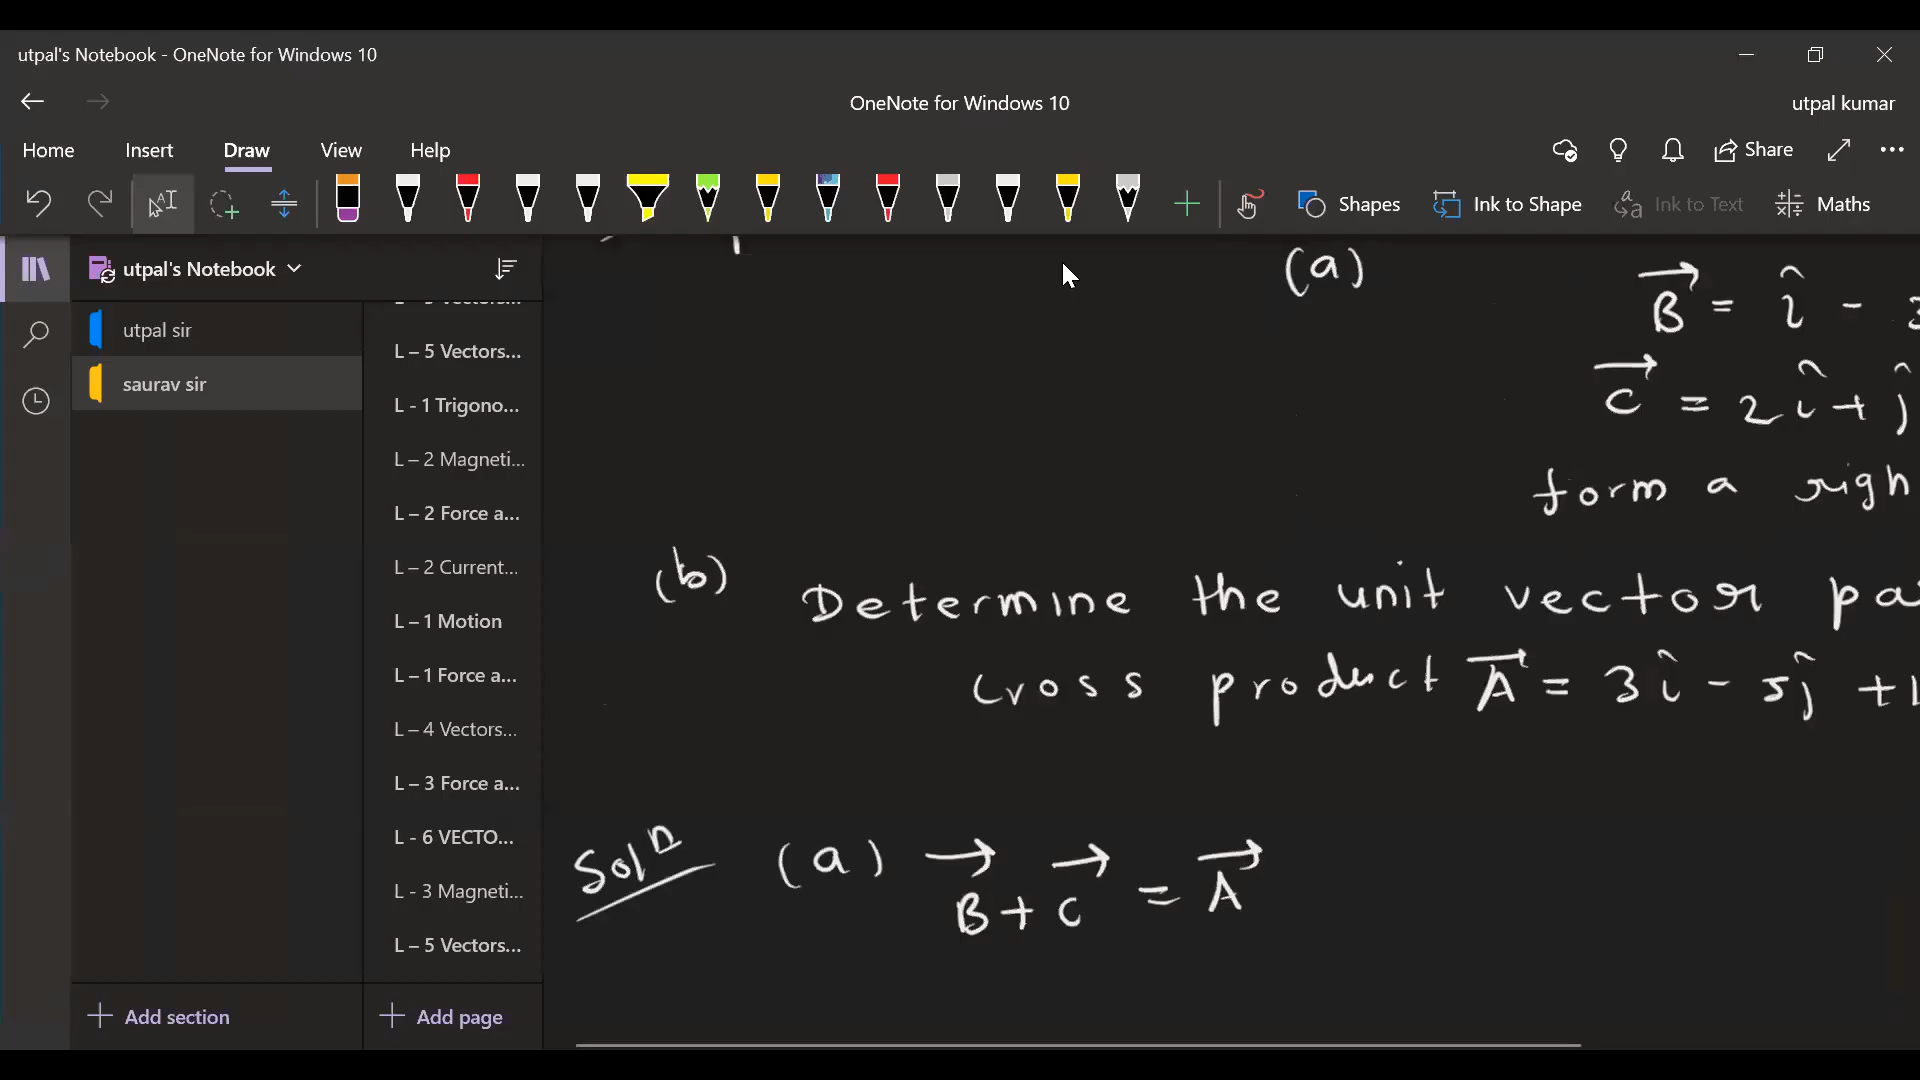 utpal's Notebook - OneNote for Windows 10
OneNote for Windows 10
utpal kumar
Home Insert Draw View Help
Share
Shapes Ink to Shape Ink to Text Maths
utpal's Notebook
utpal sir
saurav sir
L – 5 Vectors...
L - 1 Trigono...
L – 2 Magneti...
L – 2 Force a...
L – 2 Current...
L – 1 Motion
L – 1 Force a...
L – 4 Vectors...
L – 3 Force a...
L - 6 VECTO...
L - 3 Magneti...
L – 5 Vectors...
Add section
Add page
(a)
B⃗ = î -
C⃗ = 2î + ĵ
form a righ
(b) Determine the unit vector pa
cross product A⃗ = 3î - 5ĵ +
Solⁿ (a) B⃗ + C⃗ = A⃗